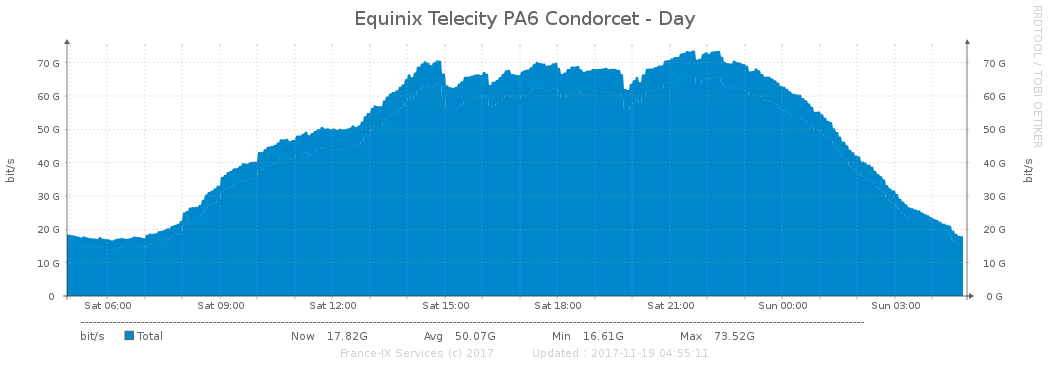 Equinix Telecity PA6 Condorcet - Day
RRDTOOL / TOBI OETIKER
bit/s
70 G
60 G
50 G
40 G
30 G
20 G
10 G
0
70 G
60 G
50 G
40 G
30 G
20 G
10 G
0 G
bit/s
Sat 06:00 Sat 09:00 Sat 12:00 Sat 15:00 Sat 18:00 Sat 21:00 Sun 00:00 Sun 03:00
bit/s Total Now 17.82G Avg 50.07G Min 16.61G Max 73.52G
France-IX Services (c) 2017 Updated : 2017-11-19 04:55:11